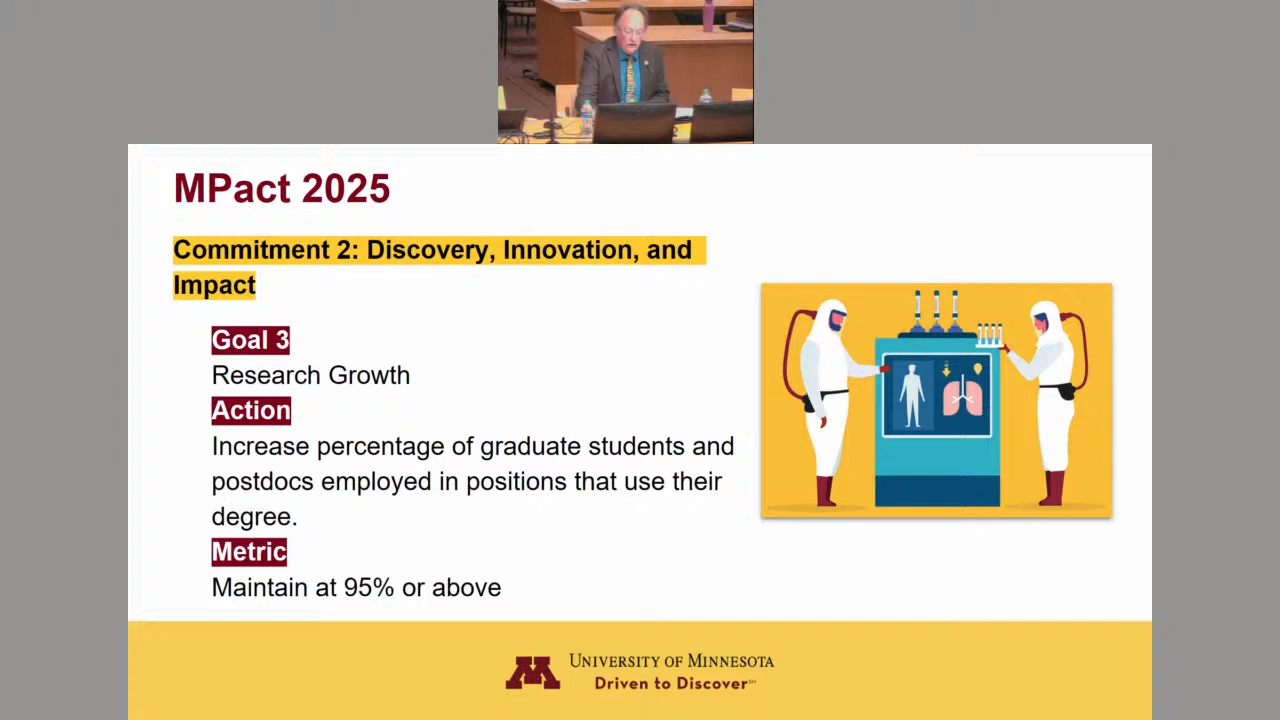 MPact 2025
Commitment 2: Discovery, Innovation, and
Impact
Goal 3
Research Growth
Action
Increase percentage of graduate students and
postdocs employed in positions that use their
degree.
Metric
Maintain at 95% or above
M
UNIVERSITY OF MINNESOTA
Driven to Discover℠